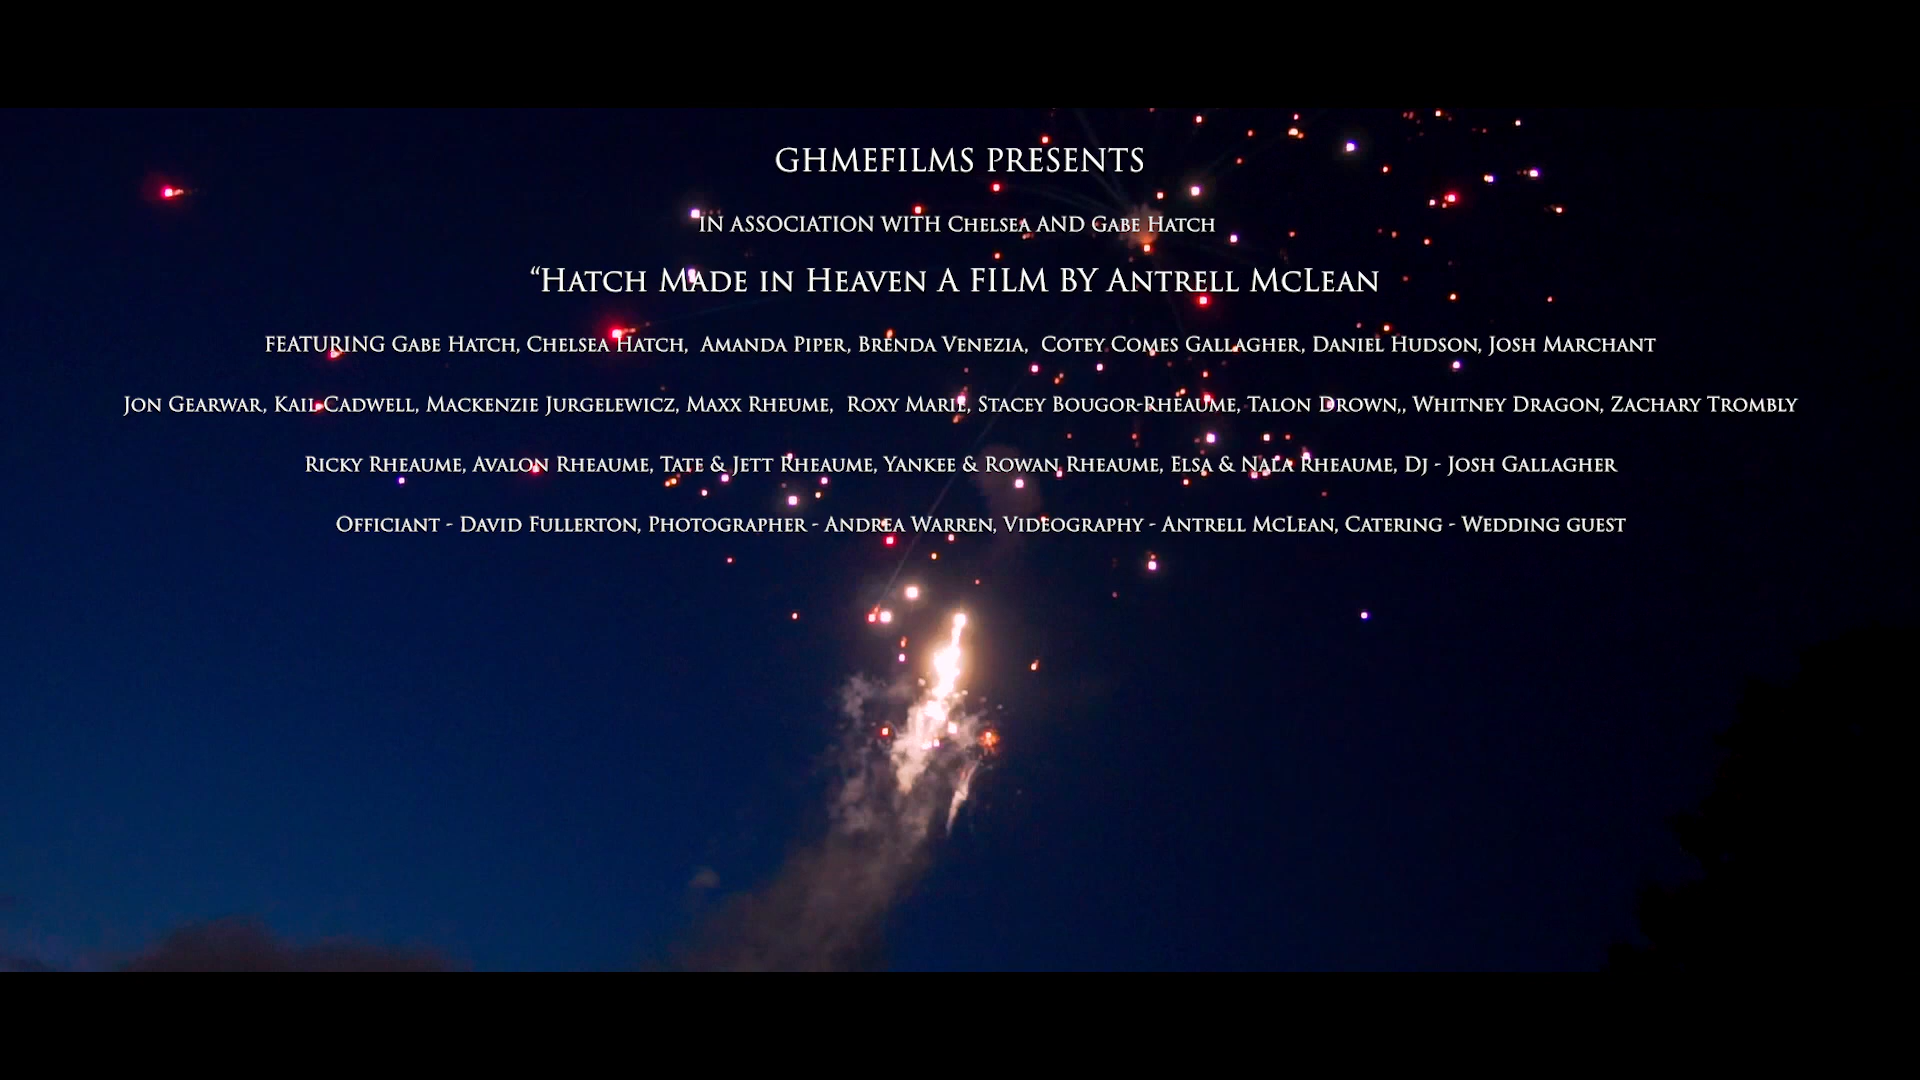 GHMEFILMS PRESENTS
IN ASSOCIATION WITH Chelsea AND Gabe Hatch
“Hatch Made in Heaven A FILM BY Antrell McLean
FEATURING Gabe Hatch, Chelsea Hatch, Amanda Piper, Brenda Venezia, Cotey Comes Gallagher, Daniel Hudson, Josh Marchant
Jon Gearwar, Kail Cadwell, Mackenzie Jurgelewicz, Maxx Rheume, Roxy Marie, Stacey Bougor-Rheaume, Talon Drown,, Whitney Dragon, Zachary Trombly
Ricky Rheaume, Avalon Rheaume, Tate & Jett Rheaume, Yankee & Rowan Rheaume, Elsa & Nala Rheaume, Dj - Josh Gallagher
Officiant - David Fullerton, Photographer - Andrea Warren, Videography - Antrell McLean, Catering - Wedding guest